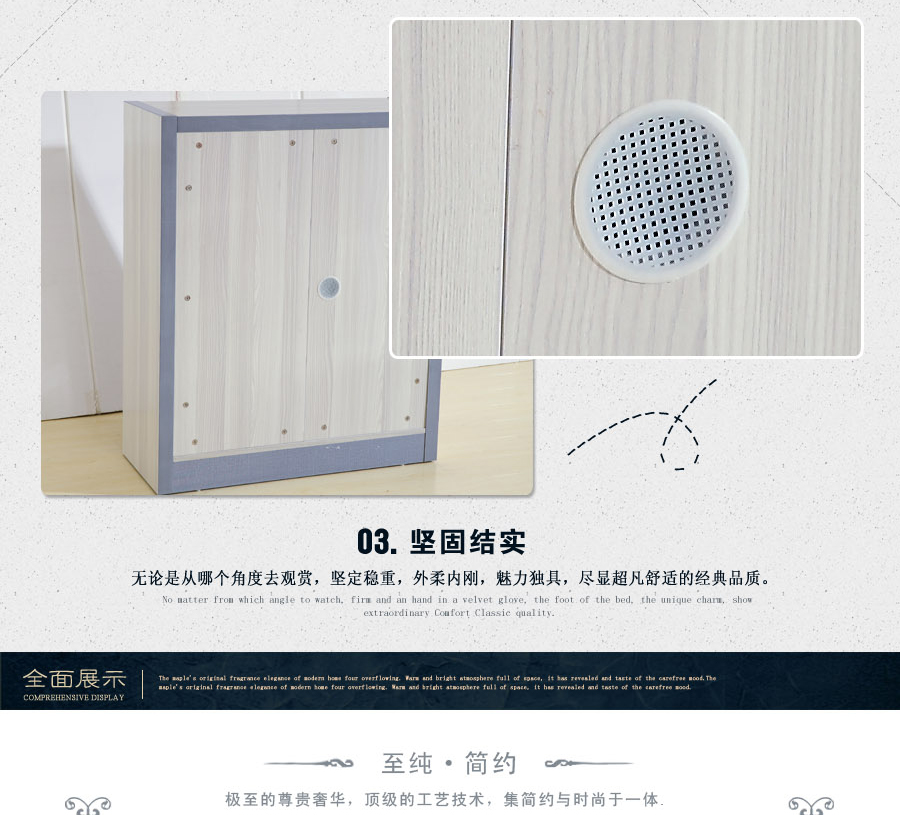 03. 坚固结实
无论是从哪个角度去观赏，坚定稳重，外柔内刚，魅力独具，尽显超凡舒适的经典品质。
No matter from which angle to watch, firm and an hand in a velvet glove, the foot of the bed, the unique charm, show
extraordinary Comfort Classic quality.
全面展示
COMPREHENSIVE DISPLAY
The maple's original fragrance elegance of modern home four overflowing. Warm and bright atmosphere full of space, it has revealed and taste of the carefree mood.The
maple's original fragrance elegance of modern home four overflowing. Warm and bright atmosphere full of space, it has revealed and taste of the carefree mood.
至纯·简约
极至的尊贵奢华，顶级的工艺技术，集简约与时尚于一体.